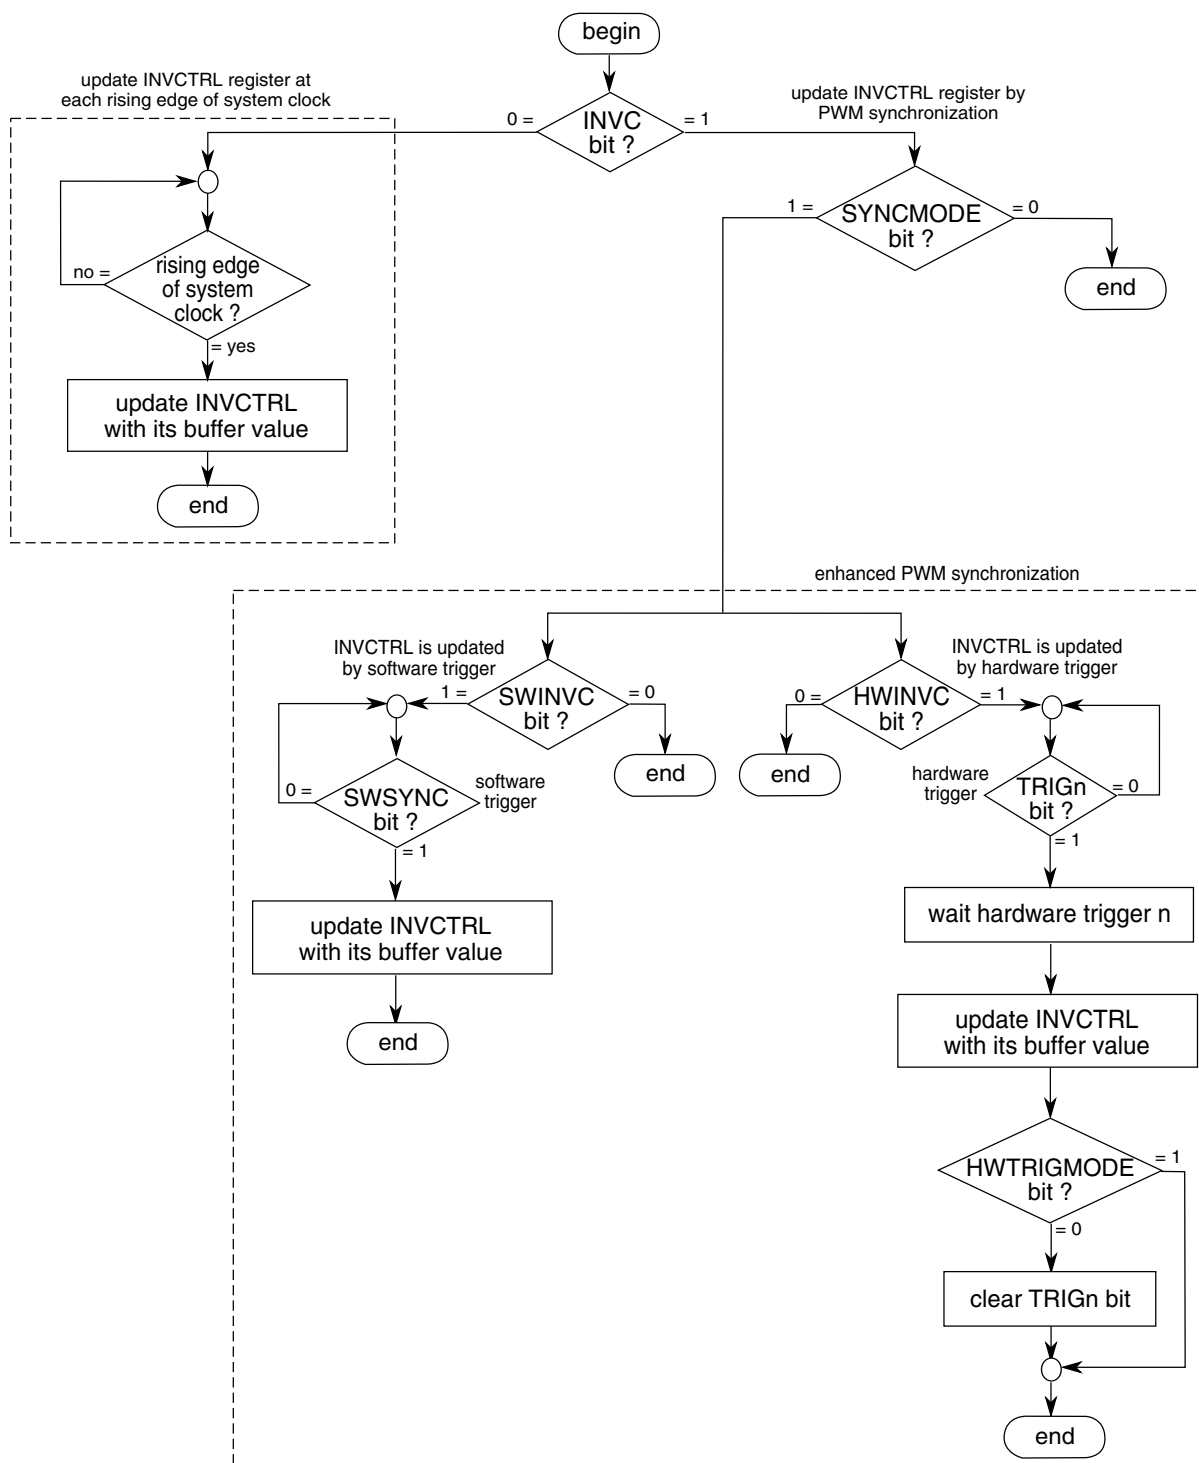 begin
update INVCTRL register at
each rising edge of system clock
update INVCTRL register by
PWM synchronization
0 =
INVC
bit ?
= 1
1 =
SYNCMODE
bit ?
= 0
end
no =
rising edge
of system
clock ?
= yes
update INVCTRL
with its buffer value
end
enhanced PWM synchronization
INVCTRL is updated
by software trigger
1 =
SWINVC
bit ?
= 0
end
0 =
SWSYNC
bit ?
software
trigger
= 1
update INVCTRL
with its buffer value
end
INVCTRL is updated
by hardware trigger
0 =
HWINVC
bit ?
= 1
end
hardware
trigger
TRIGn
bit ?
= 0
= 1
wait hardware trigger n
update INVCTRL
with its buffer value
HWTRIGMODE
bit ?
= 1
= 0
clear TRIGn bit
end